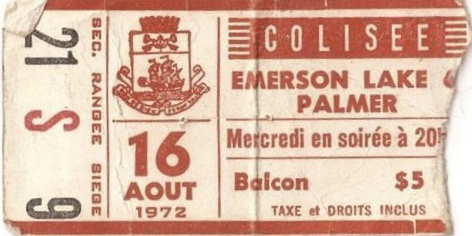 21 S 9
SEC. RANGEE SIEGE
16
AOUT
1972
COLISEE
EMERSON LAKE &
PALMER
Mercredi en soirée à 20h
Balcon $5
TAXE et DROITS INCLUS